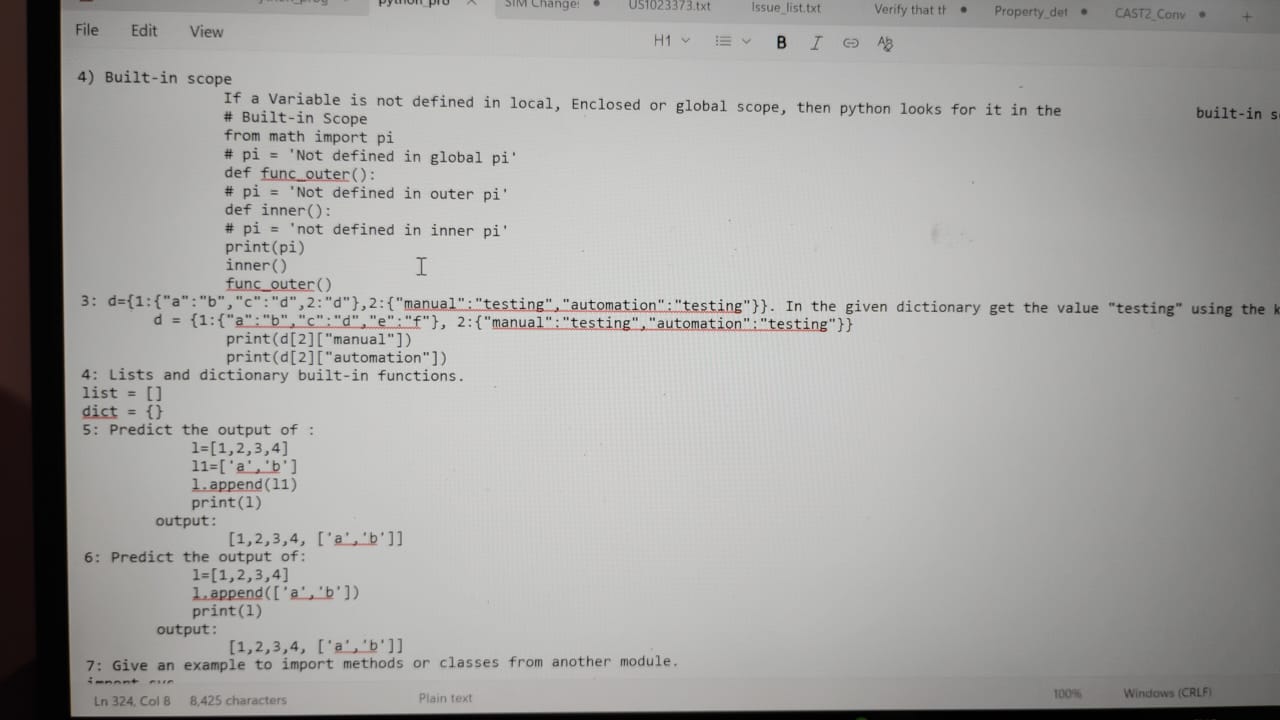 SIM Change:
US1023373.txt
Issue_list.txt
Verify that th
Property_det
CAST2_Conv
File Edit View
H1 B I
4) Built-in scope
If a Variable is not defined in local, Enclosed or global scope, then python looks for it in the built-in s
# Built-in Scope
from math import pi
# pi = 'Not defined in global pi'
def func_outer():
# pi = 'Not defined in outer pi'
def inner():
# pi = 'not defined in inner pi'
print(pi)
inner()
func_outer()
3: d={1:{"a":"b","c":"d",2:"d"},2:{"manual":"testing","automation":"testing"}}. In the given dictionary get the value "testing" using the k
d = {1:{"a":"b","c":"d","e":"f"}, 2:{"manual":"testing","automation":"testing"}}
print(d[2]["manual"])
print(d[2]["automation"])
4: Lists and dictionary built-in functions.
list = []
dict = {}
5: Predict the output of :
l=[1,2,3,4]
l1=['a','b']
l.append(l1)
print(l)
output:
[1,2,3,4, ['a','b']]
6: Predict the output of:
l=[1,2,3,4]
l.append(['a','b'])
print(l)
output:
[1,2,3,4, ['a','b']]
7: Give an example to import methods or classes from another module.
Ln 324, Col 8 8,425 characters Plain text 100% Windows (CRLF)